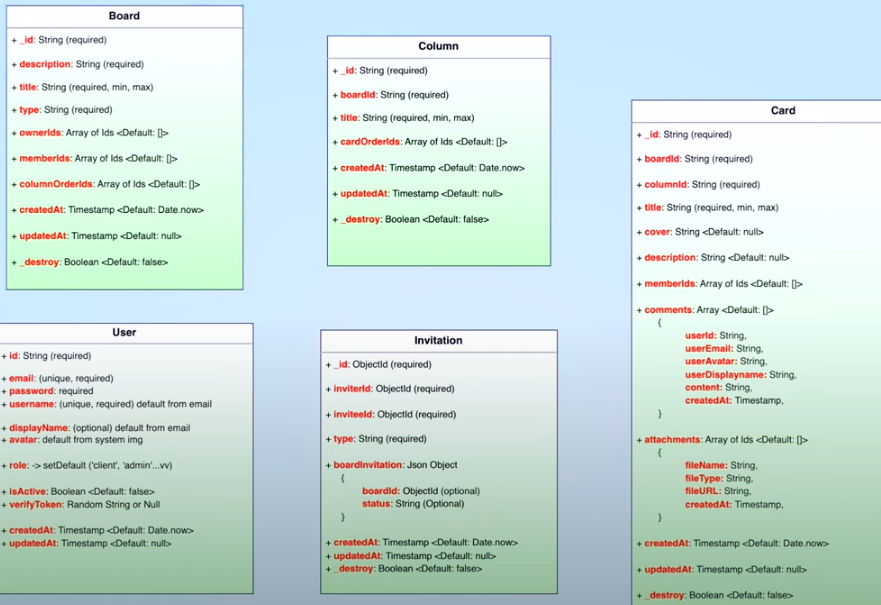 Board
+ _id: String (required)
+ description: String (required)
+ title: String (required, min, max)
+ type: String (required)
+ ownerIds: Array of Ids <Default: []>
+ memberIds: Array of Ids <Default: []>
+ columnOrderIds: Array of Ids <Default: []>
+ createdAt: Timestamp <Default: Date.now>
+ updatedAt: Timestamp <Default: null>
+ _destroy: Boolean <Default: false>
Column
+ _id: String (required)
+ boardId: String (required)
+ title: String (required, min, max)
+ cardOrderIds: Array of Ids <Default: []>
+ createdAt: Timestamp <Default: Date.now>
+ updatedAt: Timestamp <Default: null>
+ _destroy: Boolean <Default: false>
Card
+ _id: String (required)
+ boardId: String (required)
+ columnId: String (required)
+ title: String (required, min, max)
+ cover: String <Default: null>
+ description: String <Default: null>
+ memberIds: Array of Ids <Default: []>
+ comments: Array <Default: []>
{
userId: String,
userEmail: String,
userAvatar: String,
userDisplayname: String,
content: String,
createdAt: Timestamp,
}
+ attachments: Array of Ids <Default: []>
{
fileName: String,
fileType: String,
fileURL: String,
createdAt: Timestamp,
}
+ createdAt: Timestamp <Default: Date.now>
+ updatedAt: Timestamp <Default: null>
+ _destroy: Boolean <Default: false>
User
+ id: String (required)
+ email: (unique, required)
+ password: required
+ username: (unique, required) default from email
+ displayName: (optional) default from email
+ avatar: default from system img
+ role: -> setDefault ('client', 'admin'...vv)
+ isActive: Boolean <Default: false>
+ verifyToken: Random String or Null
+ createdAt: Timestamp <Default: Date.now>
+ updatedAt: Timestamp <Default: null>
Invitation
+ _id: ObjectId (required)
+ inviterId: ObjectId (required)
+ inviteeId: ObjectId (required)
+ type: String (required)
+ boardInvitation: Json Object
{
boardId: ObjectId (optional)
status: String (Optional)
}
+ createdAt: Timestamp <Default: Date.now>
+ updatedAt: Timestamp <Default: null>
+ _destroy: Boolean <Default: false>